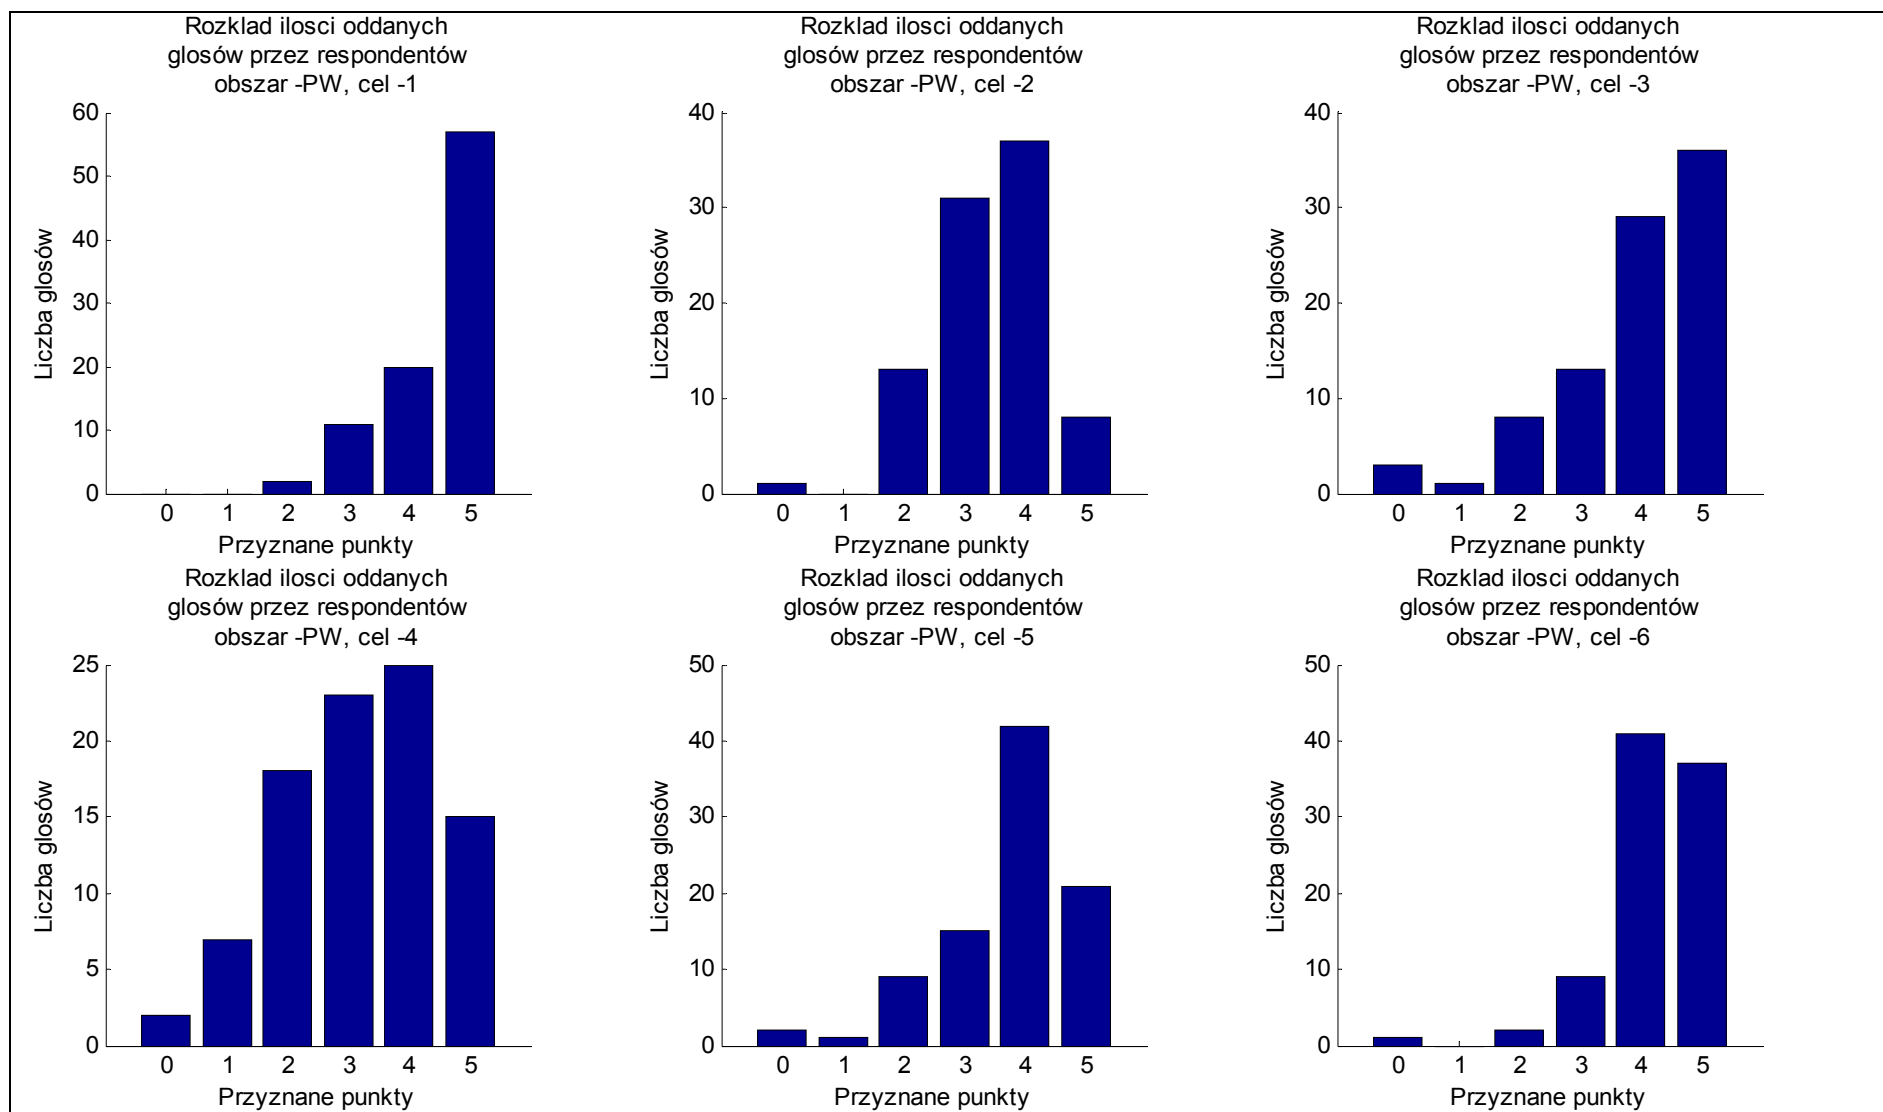 Rozklad ilosci oddanych
glosów przez respondentów
obszar -PW, cel -1
60
50
40
30
20
10
0
Liczba glosów
0 1 2 3 4 5
Przyznane punkty
Rozklad ilosci oddanych
glosów przez respondentów
obszar -PW, cel -2
40
30
20
10
0
Liczba glosów
0 1 2 3 4 5
Przyznane punkty
Rozklad ilosci oddanych
glosów przez respondentów
obszar -PW, cel -3
40
30
20
10
0
Liczba glosów
0 1 2 3 4 5
Przyznane punkty
Rozklad ilosci oddanych
glosów przez respondentów
obszar -PW, cel -4
25
20
15
10
5
0
Liczba glosów
0 1 2 3 4 5
Przyznane punkty
Rozklad ilosci oddanych
glosów przez respondentów
obszar -PW, cel -5
50
40
30
20
10
0
Liczba glosów
0 1 2 3 4 5
Przyznane punkty
Rozklad ilosci oddanych
glosów przez respondentów
obszar -PW, cel -6
50
40
30
20
10
0
Liczba glosów
0 1 2 3 4 5
Przyznane punkty